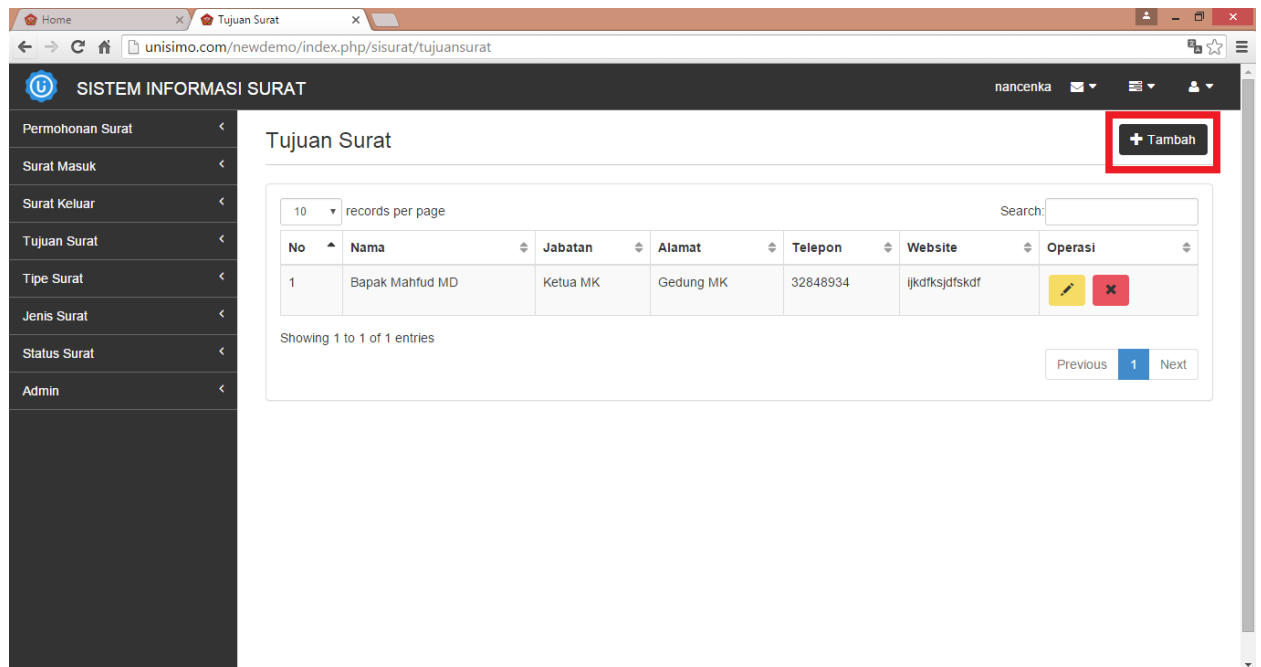 Home
Tujuan Surat
unisimo.com/newdemo/index.php/sisurat/tujuansurat
SISTEM INFORMASI SURAT
nancenka
Permohonan Surat
Surat Masuk
Surat Keluar
Tujuan Surat
Tipe Surat
Jenis Surat
Status Surat
Admin
Tujuan Surat
Tambah
10 records per page
Search:
No Nama Jabatan Alamat Telepon Website Operasi
1 Bapak Mahfud MD Ketua MK Gedung MK 32848934 ijkdfksjdfskdf
Showing 1 to 1 of 1 entries
Previous 1 Next